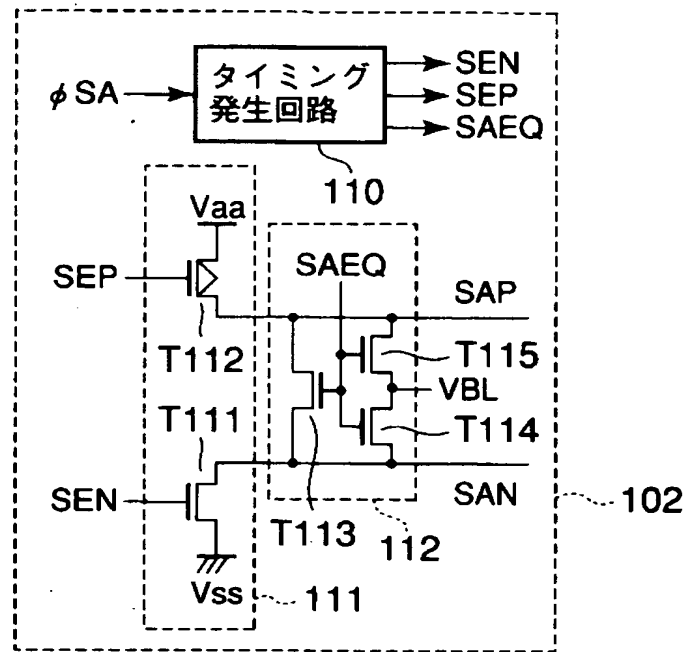 φSA
タイミング
発生回路
SEN
SEP
SAEQ
110
Vaa
SEP
T112
SAEQ
SAP
T115
VBL
T114
T111
SEN
SAN
T113
112
102
Vss
111